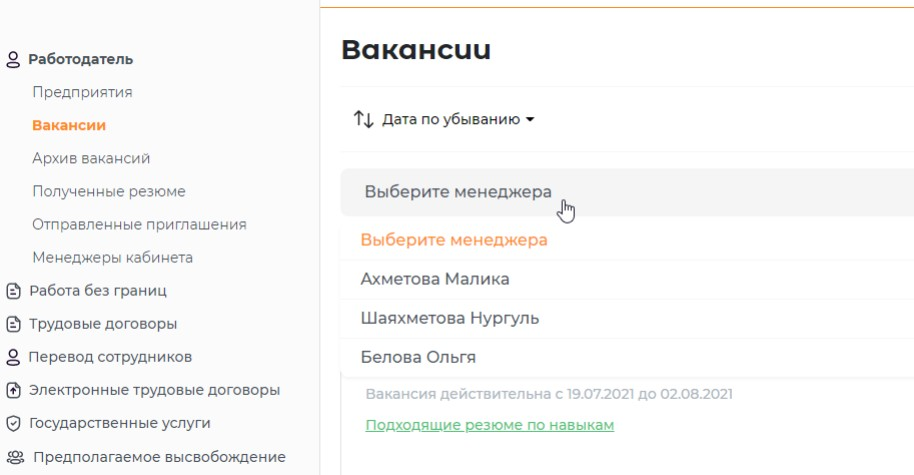 Работодатель
Предприятия
Вакансии
Архив вакансий
Полученные резюме
Отправленные приглашения
Менеджеры кабинета
Работа без границ
Трудовые договоры
Перевод сотрудников
Электронные трудовые договоры
Государственные услуги
Предполагаемое высвобождение
Вакансии
Дата по убыванию
Выберите менеджера
Выберите менеджера
Ахметова Малика
Шаяхметова Нургуль
Белова Ольгя
Вакансия действительна с 19.07.2021 до 02.08.2021
Подходящие резюме по навыкам